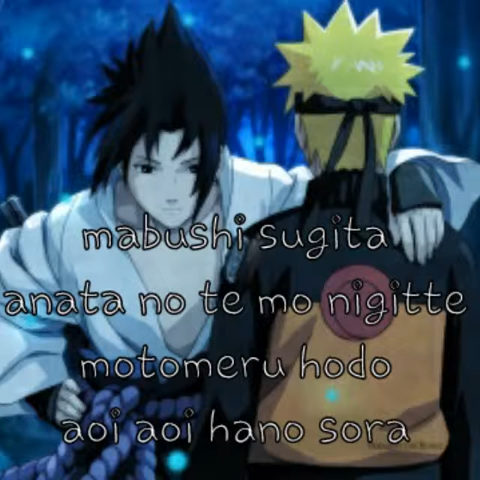 mabushi sugita
anata no te mo nigitte
motomeru hodo
aoi aoi hano sora